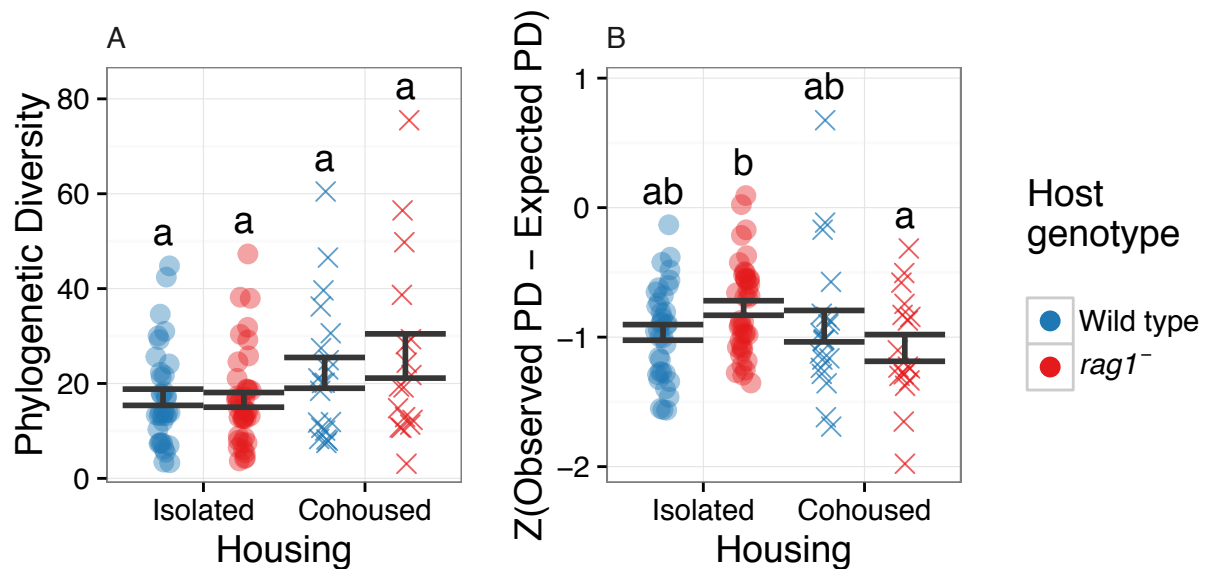 A
Phylogenetic Diversity
80
60
40
20
0
a
a
a
a
Isolated
Cohoused
Housing
B
Z(Observed PD – Expected PD)
1
0
−1
−2
ab
b
ab
a
Isolated
Cohoused
Housing
Host
genotype
Wild type
rag1⁻